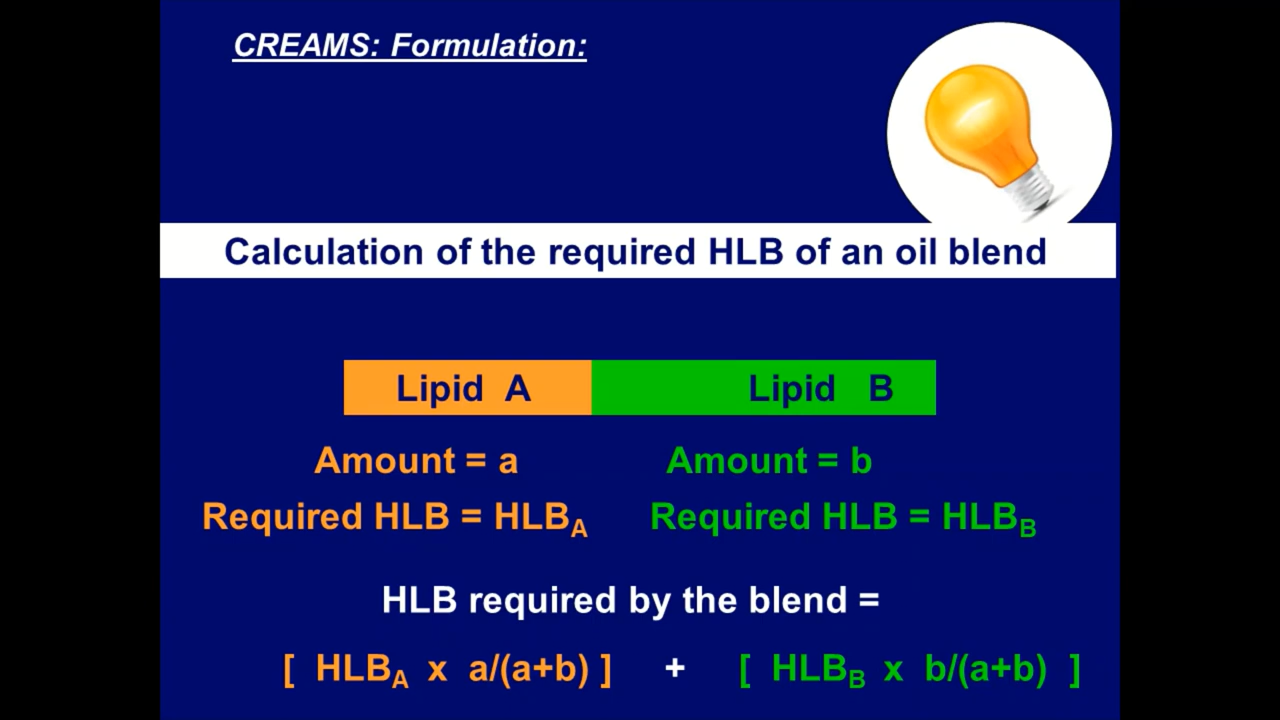 CREAMS: Formulation:
Calculation of the required HLB of an oil blend
Lipid A Lipid B
Amount = a Amount = b
Required HLB = HLBA Required HLB = HLBB
HLB required by the blend =
[ HLBA x a/(a+b) ] + [ HLBB x b/(a+b) ]